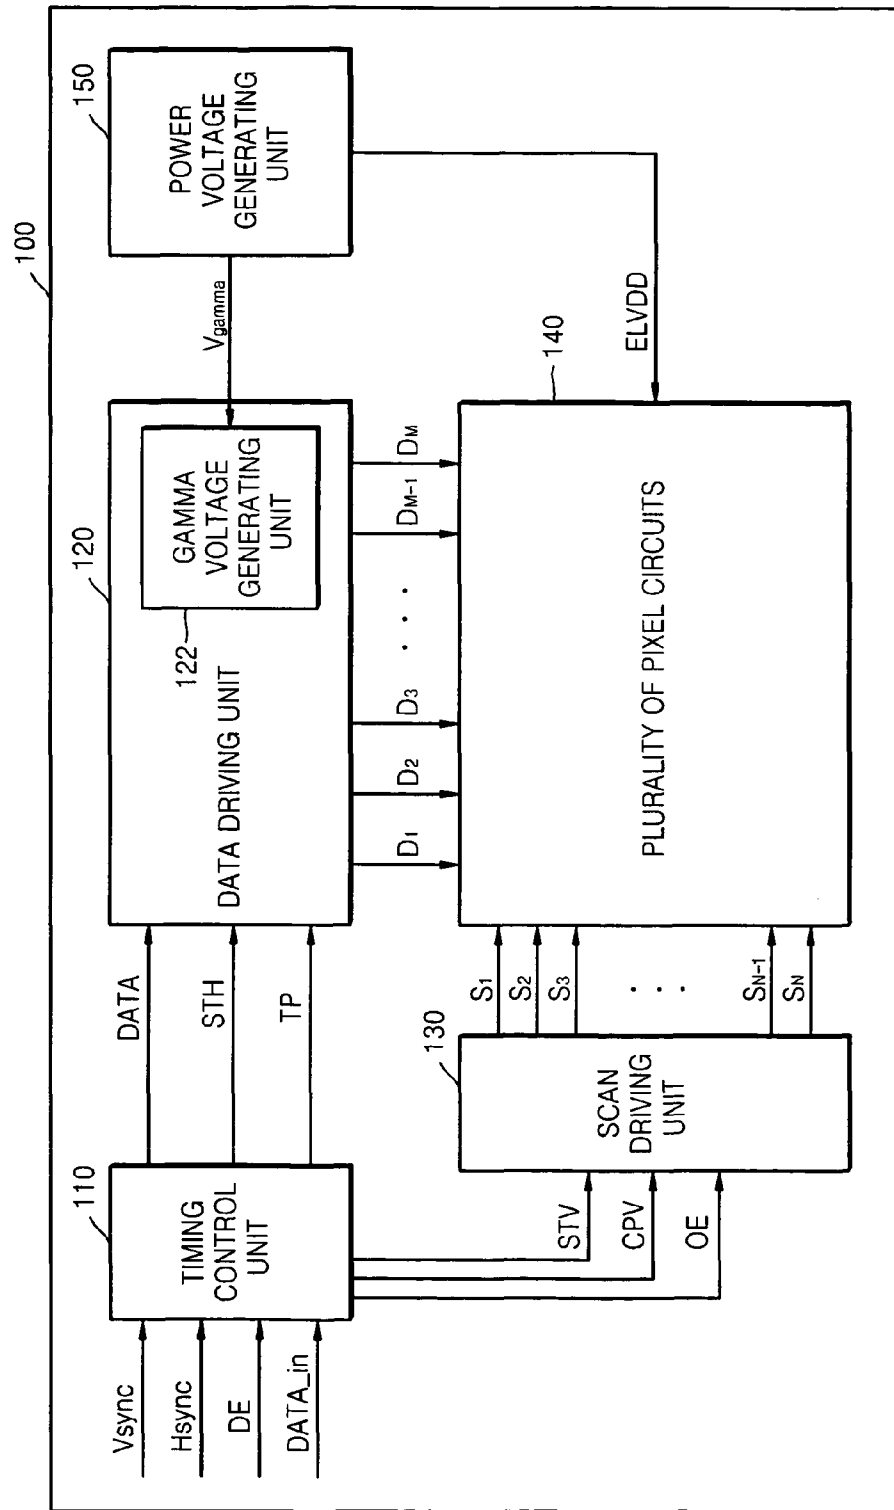 100
Vsync
Hsync
DE
DATA_in
110
TIMING
CONTROL
UNIT
DATA
STH
TP
120
DATA DRIVING UNIT
122
GAMMA
VOLTAGE
GENERATING
UNIT
Vgamma
150
POWER
VOLTAGE
GENERATING
UNIT
STV
CPV
OE
130
SCAN
DRIVING
UNIT
S1
S2
S3
. . .
SN-1
SN
D1
D2
D3
. . . .
DM-1
DM
140
PLURALITY OF PIXEL CIRCUITS
ELVDD